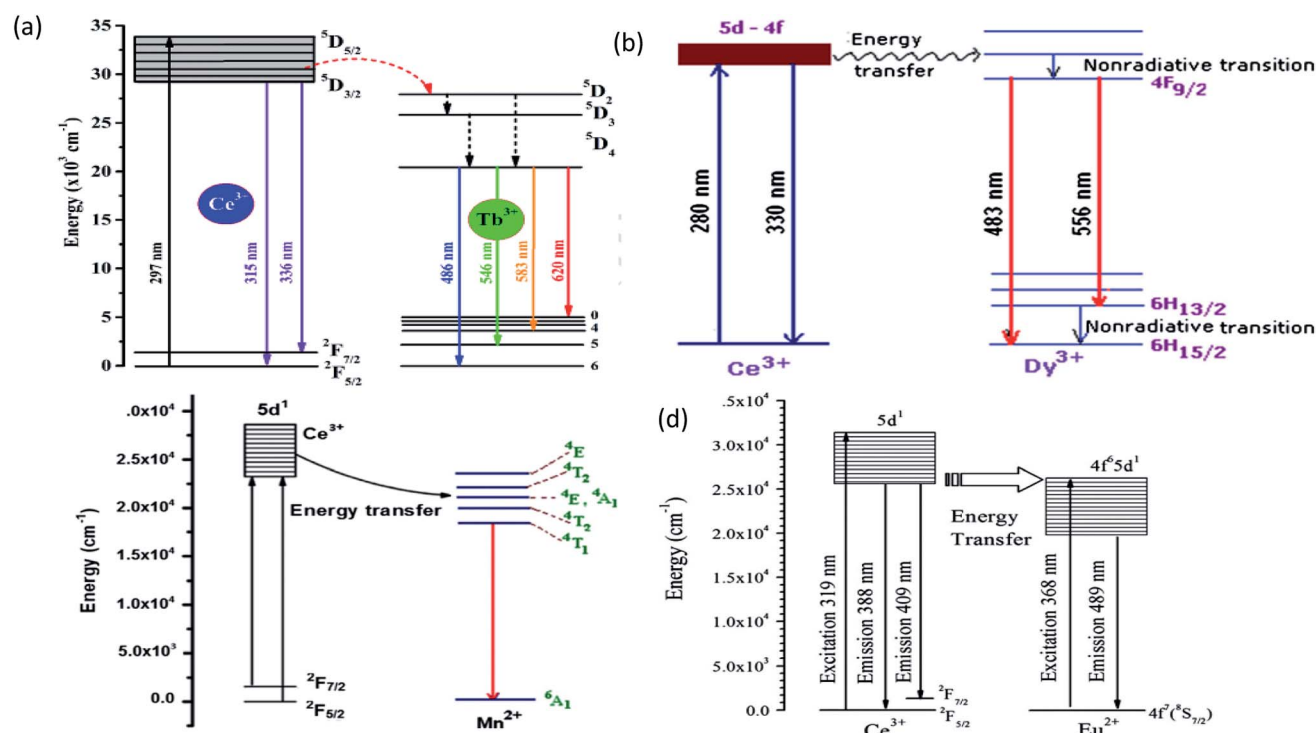 (a)
Energy (x10³ cm⁻¹)
35
30
25
20
15
10
5
0
⁵D₅/₂
⁵D₃/₂
Ce³⁺
297 nm
315 nm
336 nm
²F₇/₂
²F₅/₂
⁵D₂
⁵D₃
⁵D₄
Tb³⁺
486 nm
546 nm
583 nm
620 nm
0
4
5
6
(b)
5d - 4f
Energy
transfer
Nonradiative transition
4F₉/₂
280 nm
330 nm
483 nm
556 nm
6H₁₃/₂
Nonradiative transition
6H₁₅/₂
Ce³⁺
Dy³⁺
Energy (cm⁻¹)
.0x10⁴
2.5x10⁴
2.0x10⁴
1.5x10⁴
1.0x10⁴
5.0x10³
0.0
5d¹
Ce³⁺
Energy transfer
²F₇/₂
²F₅/₂
⁴E
⁴T₂
⁴E, ⁴A₁
⁴T₂
⁴T₁
⁶A₁
Mn²⁺
(d)
Energy (cm⁻¹)
3.5x10⁴
3.0x10⁴
2.5x10⁴
2.0x10⁴
1.5x10⁴
1.0x10⁴
5.0x10³
0.0
5d¹
Excitation 319 nm
Emission 388 nm
Emission 409 nm
²F₇/₂
²F₅/₂
Ce³⁺
Energy
Transfer
4f⁶5d¹
Excitation 368 nm
Emission 489 nm
4f⁷(⁸S₇/₂)
Eu²⁺